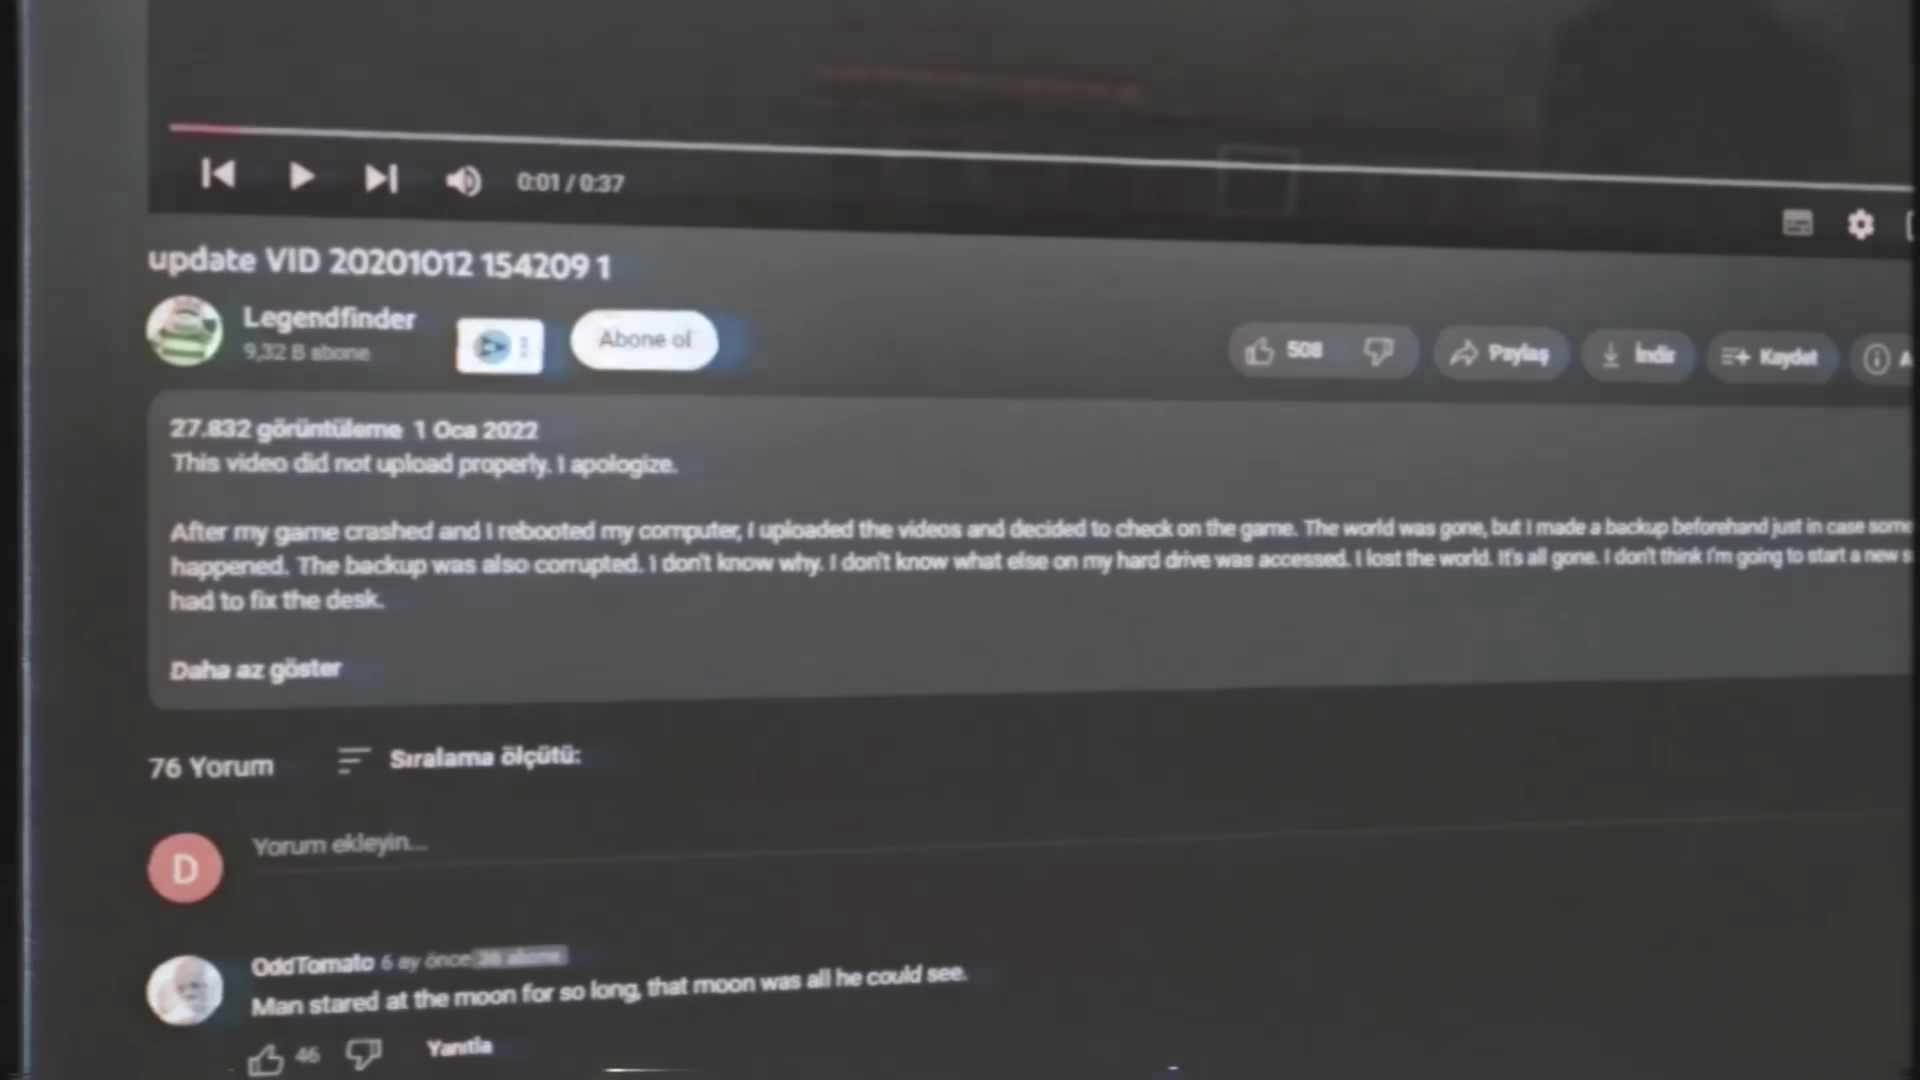 0:01 / 0:37
update VID 20201012 154209 1
Legendfinder
9,32 B abone
Abone ol
508
Paylaş
İndir
Kaydet
27.832 görüntüleme 1 Oca 2022
This video did not upload properly. I apologize.
After my game crashed and I rebooted my computer, I uploaded the videos and decided to check on the game. The world was gone, but I made a backup beforehand just in case some
happened. The backup was also corrupted. I don't know why. I don't know what else on my hard drive was accessed. I lost the world. It's all gone. I don't think I'm going to start a new s
had to fix the desk.
Daha az göster
76 Yorum
Sıralama ölçütü:
D
Yorum ekleyin...
OddTomato 6 ay önce 36 abone
Man stared at the moon for so long, that moon was all he could see.
46
Yanıtla